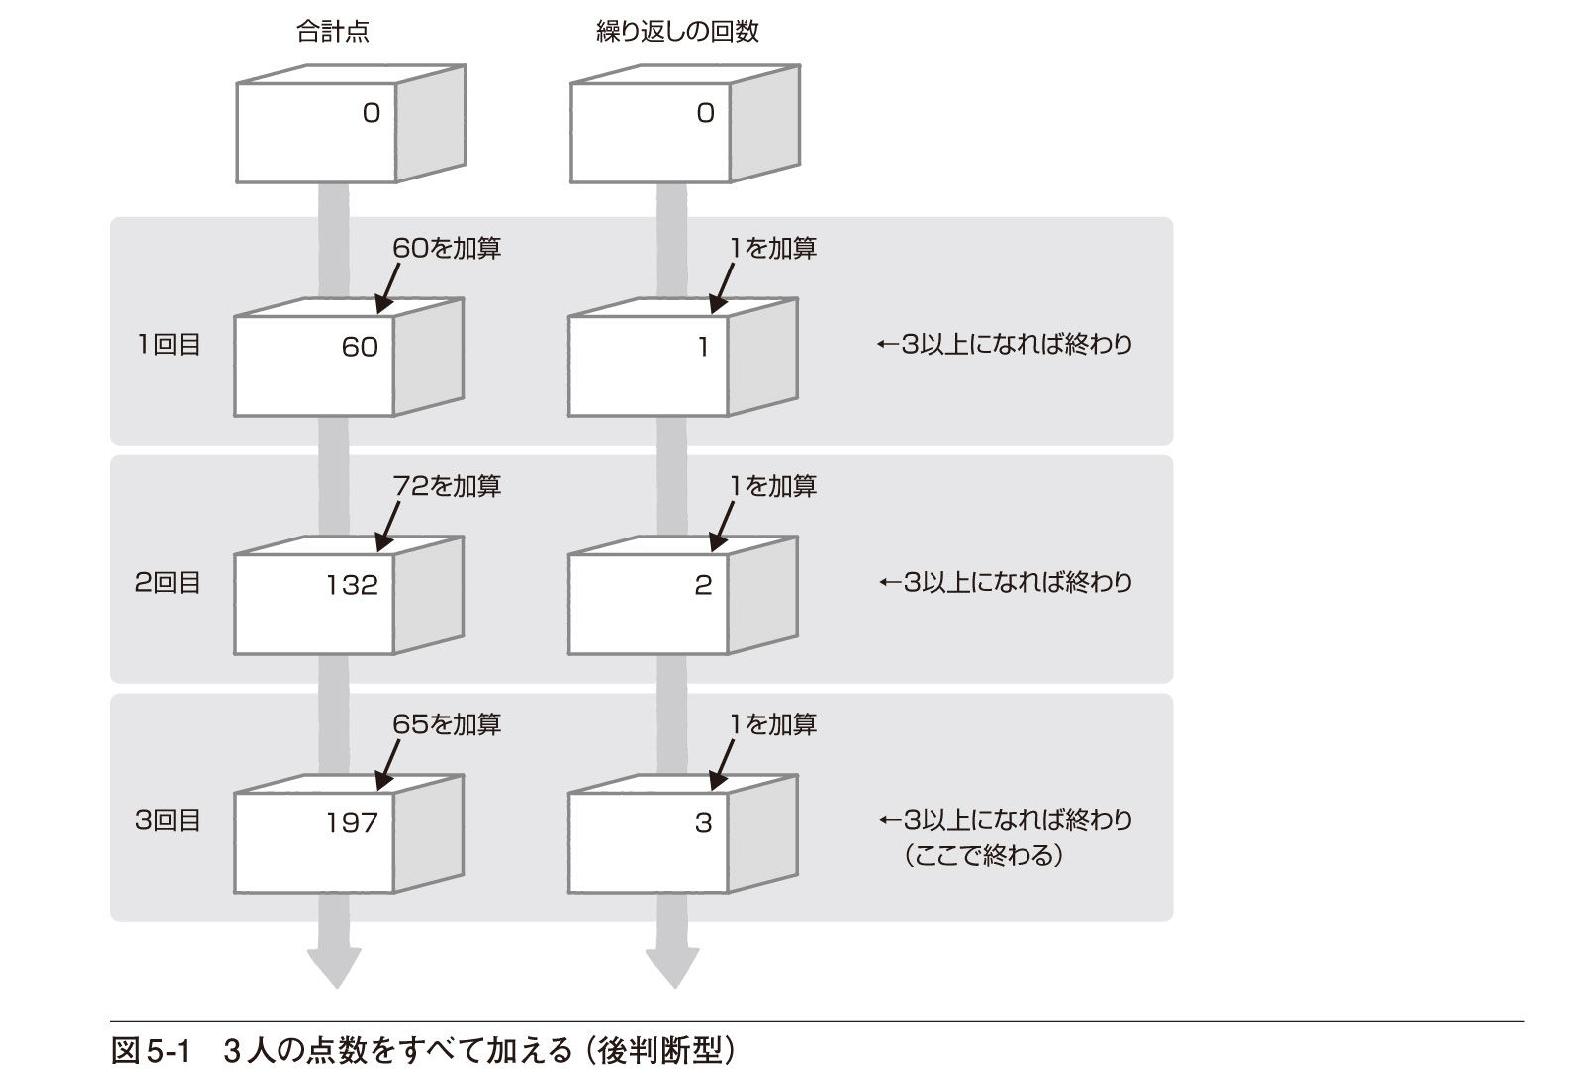 合計点 繰り返しの回数
0 0
60を加算 1を加算
1回目 60 1 ←3以上になれば終わり
72を加算 1を加算
2回目 132 2 ←3以上になれば終わり
65を加算 1を加算
3回目 197 3 ←3以上になれば終わり
（ここで終わる）
図5-1 3人の点数をすべて加える（後判断型）